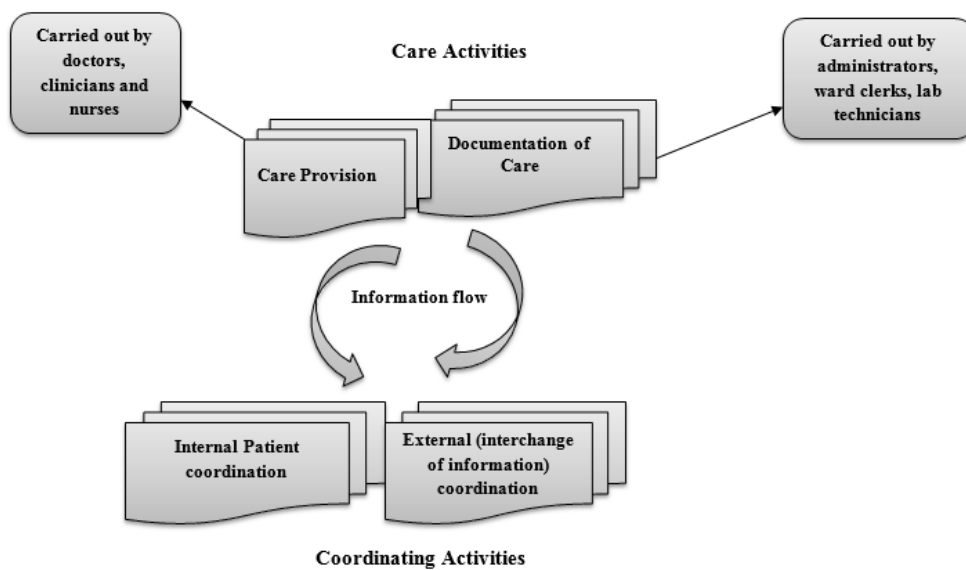 Carried out by
doctors,
clinicians and
nurses
Care Activities
Carried out by
administrators,
ward clerks, lab
technicians
Care Provision
Documentation of
Care
Information flow
Internal Patient
coordination
External (interchange
of information)
coordination
Coordinating Activities